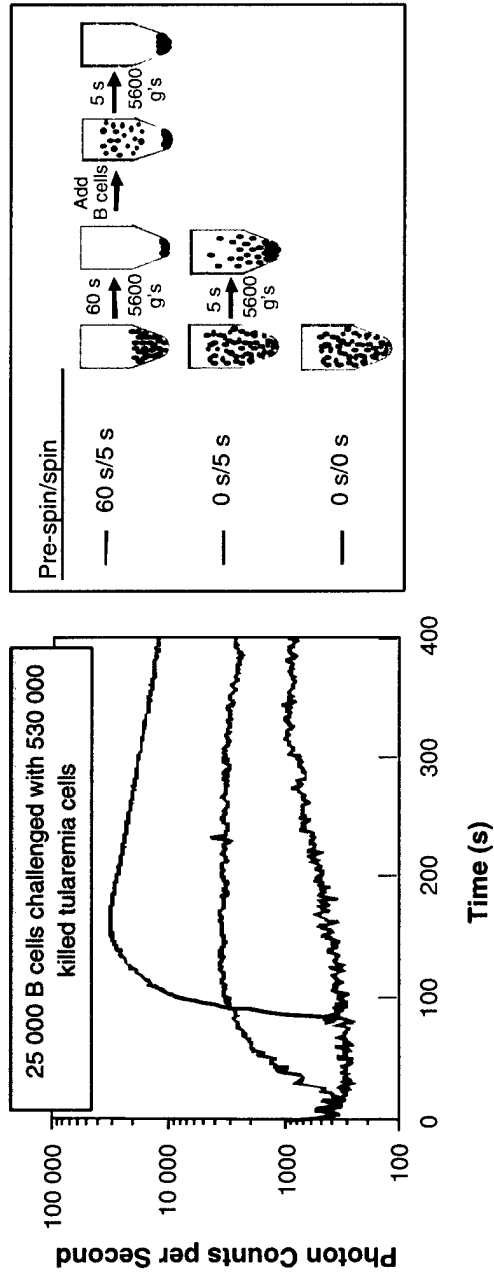 25 000 B cells challenged with 530 000
killed tularemia cells
Photon Counts per Second
100 000
10 000
1000
100
0
100
200
300
400
Time (s)
Pre-spin/spin
60 s/5 s
60 s
5600
g's
Add
B cells
5 s
5600
g's
0 s/5 s
5 s
5600
g's
0 s/0 s